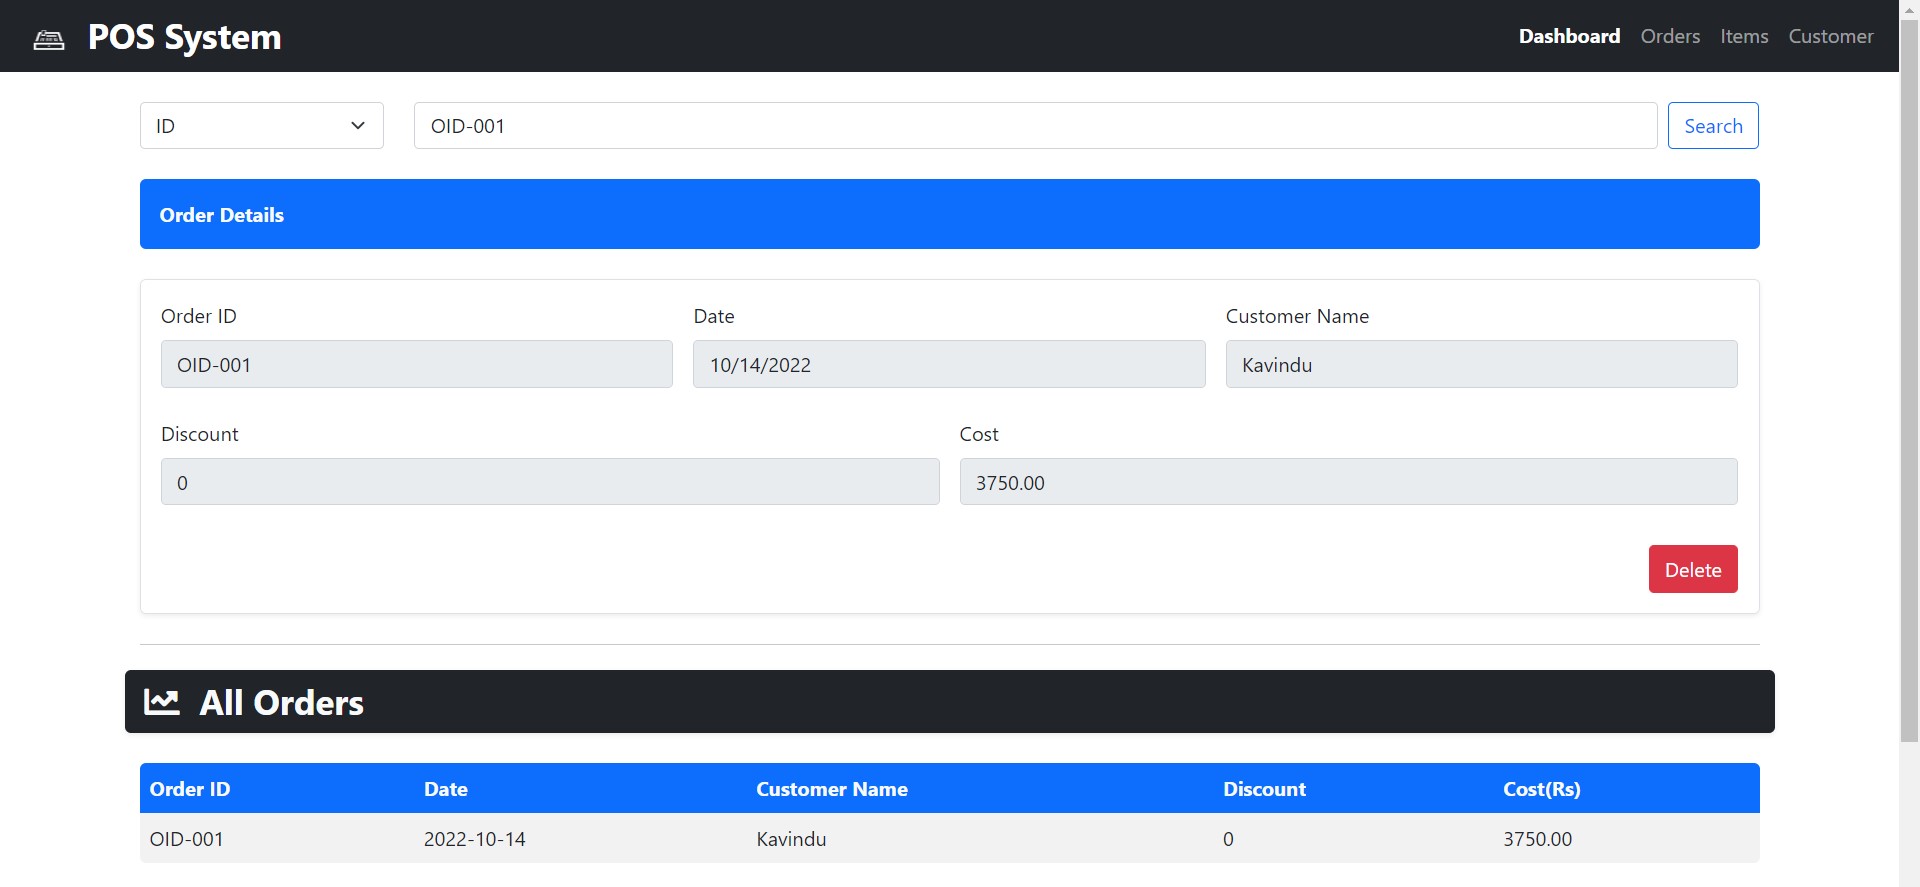 POS System
Dashboard Orders Items Customer
ID OID-001 Search
Order Details
Order ID Date Customer Name
OID-001 10/14/2022 Kavindu
Discount Cost
0 3750.00
Delete
All Orders
Order ID Date Customer Name Discount Cost(Rs)
OID-001 2022-10-14 Kavindu 0 3750.00